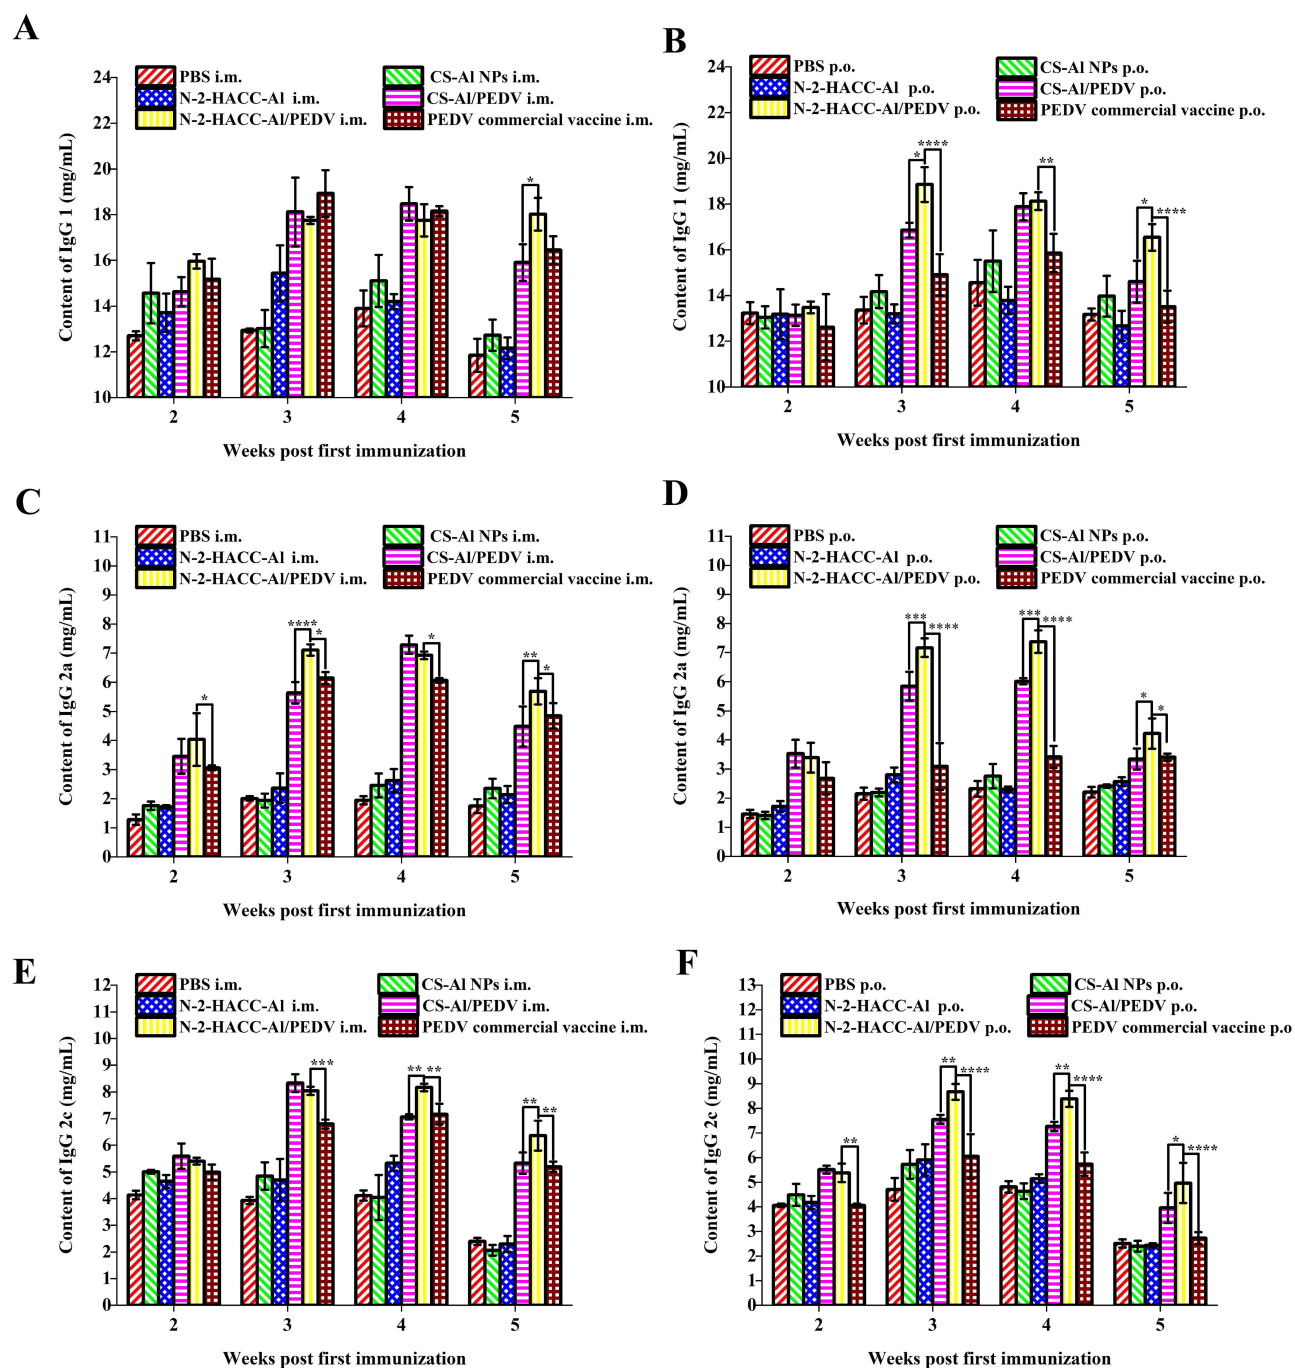 A
PBS i.m.
CS-Al NPs i.m.
N-2-HACC-Al i.m.
CS-Al/PEDV i.m.
N-2-HACC-Al/PEDV i.m.
PEDV commercial vaccine i.m.
Content of IgG 1 (mg/mL)
24
22
20
18
16
14
12
10
*
2 3 4 5
Weeks post first immunization
B
PBS p.o.
CS-Al NPs p.o.
N-2-HACC-Al p.o.
CS-Al/PEDV p.o.
N-2-HACC-Al/PEDV p.o.
PEDV commercial vaccine p.o.
Content of IgG 1 (mg/mL)
24
22
20
18
16
14
12
10
* **** ** * ****
2 3 4 5
Weeks post first immunization
C
PBS i.m.
CS-Al NPs i.m.
N-2-HACC-Al i.m.
CS-Al/PEDV i.m.
N-2-HACC-Al/PEDV i.m.
PEDV commercial vaccine i.m.
Content of IgG 2a (mg/mL)
11
10
9
8
7
6
5
4
3
2
1
0
* **** * * ** *
2 3 4 5
Weeks post first immunization
D
PBS p.o.
CS-Al NPs p.o.
N-2-HACC-Al p.o.
CS-Al/PEDV p.o.
N-2-HACC-Al/PEDV p.o.
PEDV commercial vaccine p.o.
Content of IgG 2a (mg/mL)
11
10
9
8
7
6
5
4
3
2
1
0
*** **** *** **** * *
2 3 4 5
Weeks post first immunization
E
PBS i.m.
CS-Al NPs i.m.
N-2-HACC-Al i.m.
CS-Al/PEDV i.m.
N-2-HACC-Al/PEDV i.m.
PEDV commercial vaccine i.m.
Content of IgG 2c (mg/mL)
12
11
10
9
8
7
6
5
4
3
2
1
0
*** ** ** ** **
2 3 4 5
Weeks post first immunization
F
PBS p.o.
CS-Al NPs p.o.
N-2-HACC-Al p.o.
CS-Al/PEDV p.o.
N-2-HACC-Al/PEDV p.o.
PEDV commercial vaccine p.o
Content of IgG 2c (mg/mL)
13
12
11
10
9
8
7
6
5
4
3
2
1
0
** ** **** ** **** * ****
2 3 4 5
Weeks post first immunization